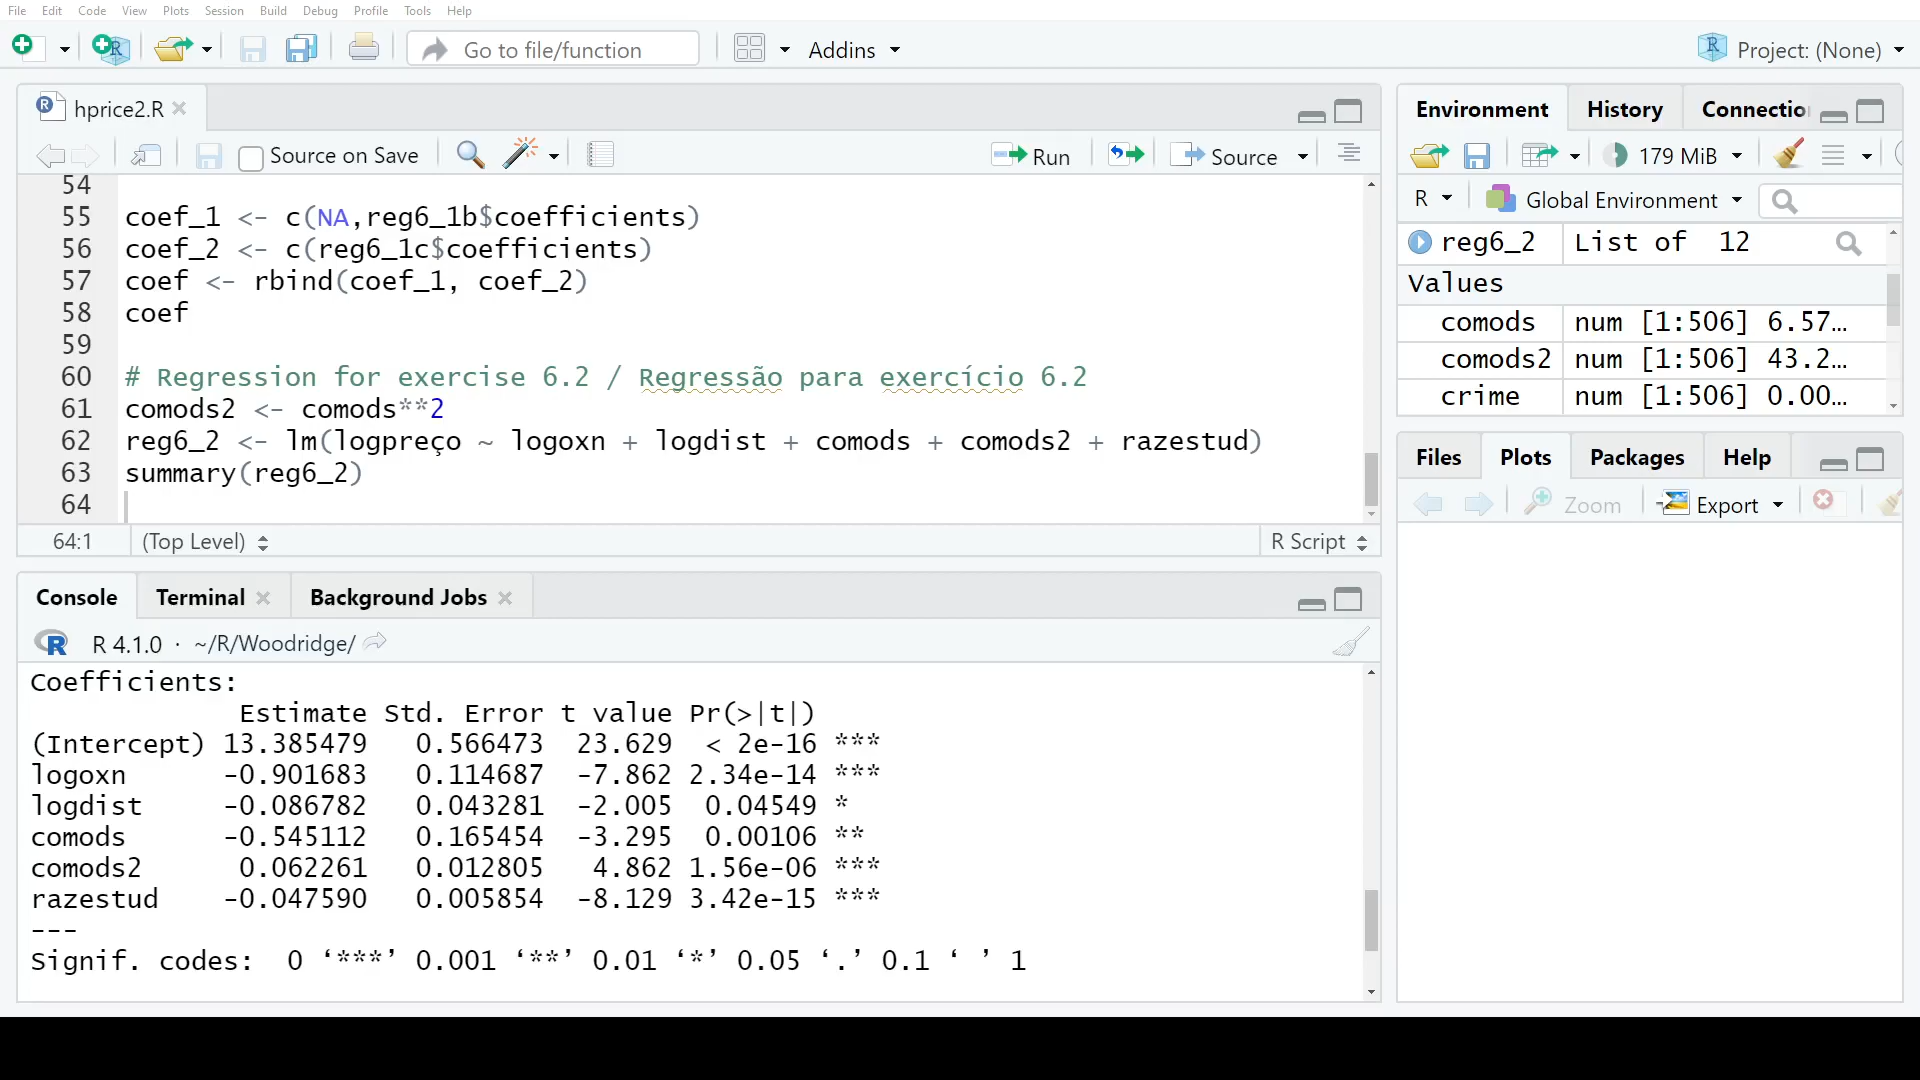 File Edit Code View Plots Session Build Debug Profile Tools Help
Go to file/function Addins Project: (None)
hprice2.R
Source on Save Run Source
54
55 coef_1 <- c(NA,reg6_1b$coefficients)
56 coef_2 <- c(reg6_1c$coefficients)
57 coef <- rbind(coef_1, coef_2)
58 coef
59
60 # Regression for exercise 6.2 / Regressão para exercício 6.2
61 comods2 <- comods**2
62 reg6_2 <- lm(logpreço ~ logoxn + logdist + comods + comods2 + razestud)
63 summary(reg6_2)
64
64:1 (Top Level) R Script
Console Terminal Background Jobs
R 4.1.0 · ~/R/Woodridge/
Coefficients:
Estimate Std. Error t value Pr(>|t|)
(Intercept) 13.385479 0.566473 23.629 < 2e-16 ***
logoxn -0.901683 0.114687 -7.862 2.34e-14 ***
logdist -0.086782 0.043281 -2.005 0.04549 *
comods -0.545112 0.165454 -3.295 0.00106 **
comods2 0.062261 0.012805 4.862 1.56e-06 ***
razestud -0.047590 0.005854 -8.129 3.42e-15 ***
---
Signif. codes: 0 ‘***’ 0.001 ‘**’ 0.01 ‘*’ 0.05 ‘.’ 0.1 ‘ ’ 1
Environment History Connectio
179 MiB
R Global Environment
reg6_2 List of 12
Values
comods num [1:506] 6.57…
comods2 num [1:506] 43.2…
crime num [1:506] 0.00…
Files Plots Packages Help
Zoom Export